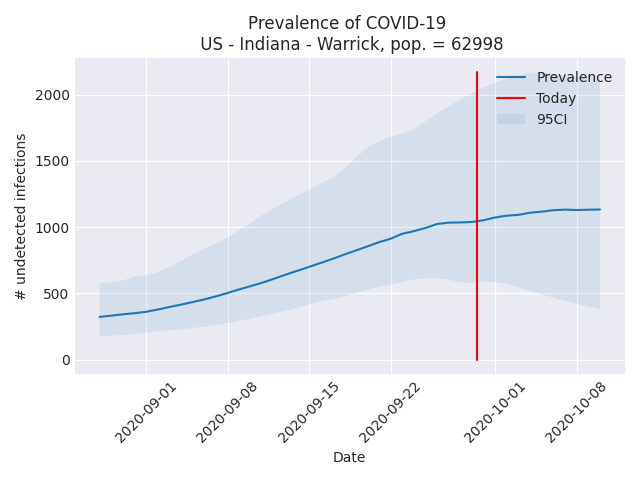 Prevalence of COVID-19
US - Indiana - Warrick, pop. = 62998
Prevalence
Today
95CI
# undetected infections
2000
1500
1000
500
0
2020-09-01
2020-09-08
2020-09-15
2020-09-22
2020-10-01
2020-10-08
Date